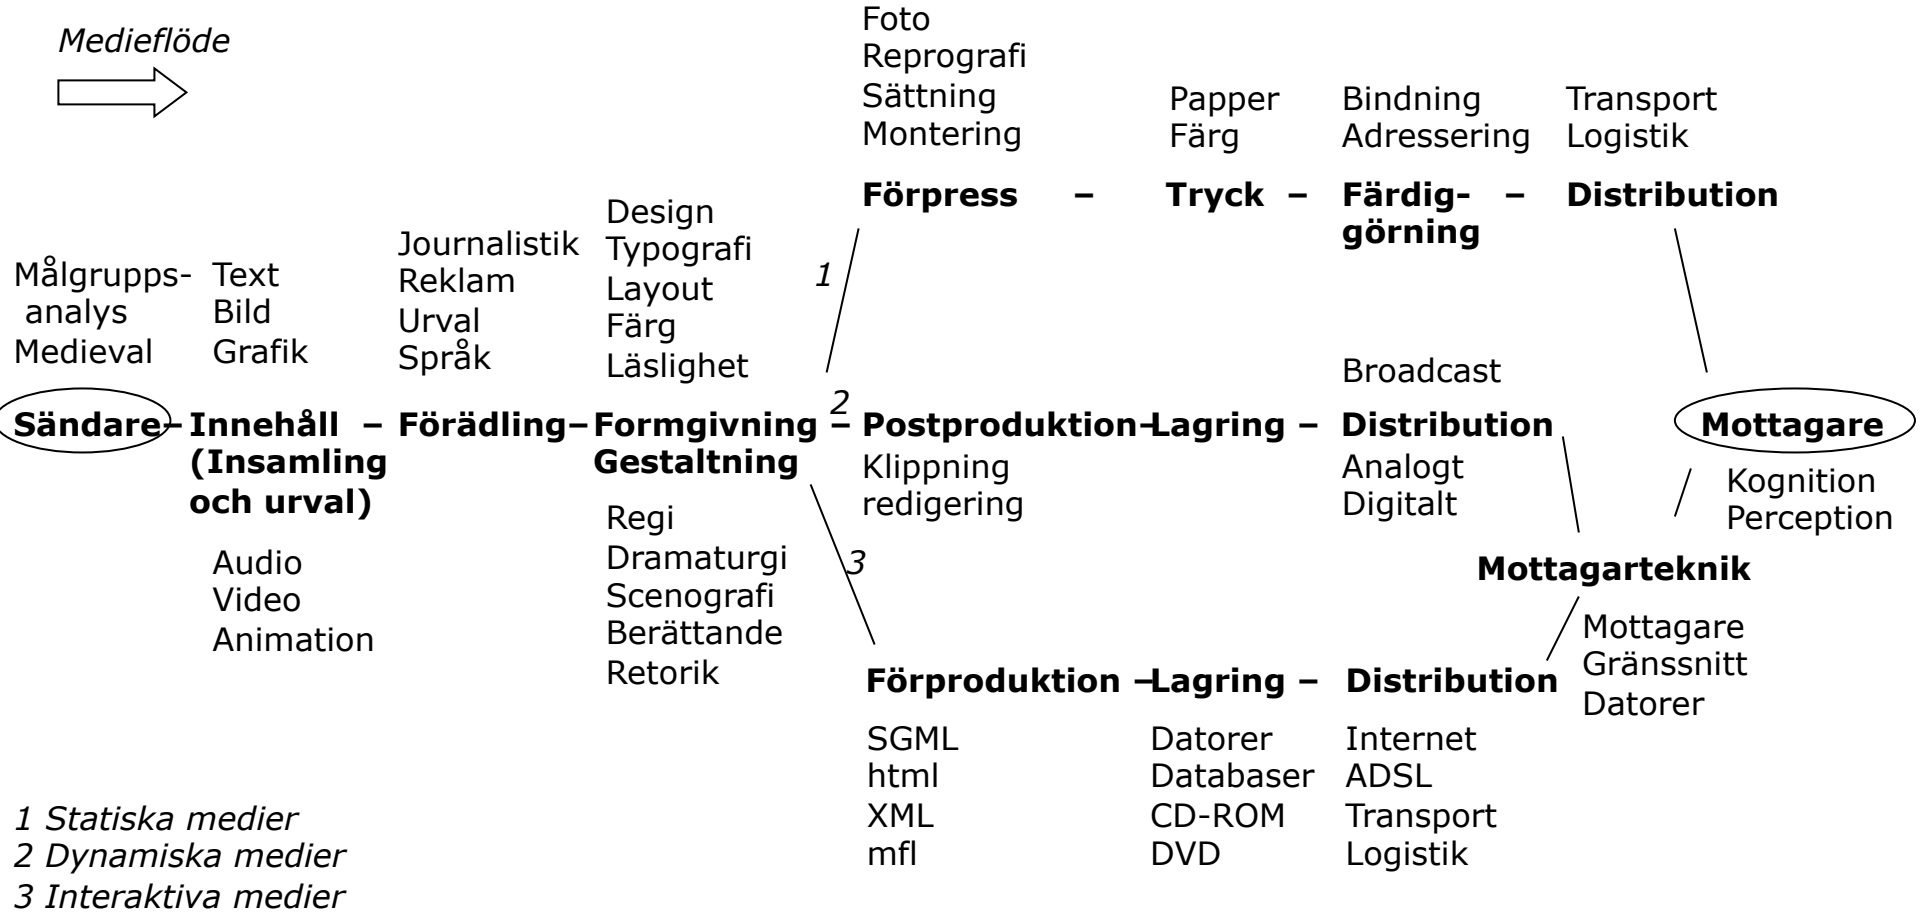 Medieflöde
Foto
Reprografi
Sättning
Montering
Papper
Färg
Bindning
Adressering
Transport
Logistik
Förpress –
Tryck –
Färdig- –
görning
Distribution
Målgrupps-
analys
Medieval
Text
Bild
Grafik
Journalistik
Reklam
Urval
Språk
Design
Typografi
Layout
Färg
Läslighet
1
2
3
Broadcast
Sändare –
Innehåll –
(Insamling
och urval)
Förädling –
Formgivning –
Gestaltning
Postproduktion –
Lagring –
Distribution
Mottagare
Klippning
redigering
Analogt
Digitalt
Kognition
Perception
Audio
Video
Animation
Regi
Dramaturgi
Scenografi
Berättande
Retorik
Mottagarteknik
Mottagare
Gränssnitt
Datorer
Förproduktion –
Lagring –
Distribution
SGML
html
XML
mfl
Datorer
Databaser
CD-ROM
DVD
Internet
ADSL
Transport
Logistik
1 Statiska medier
2 Dynamiska medier
3 Interaktiva medier